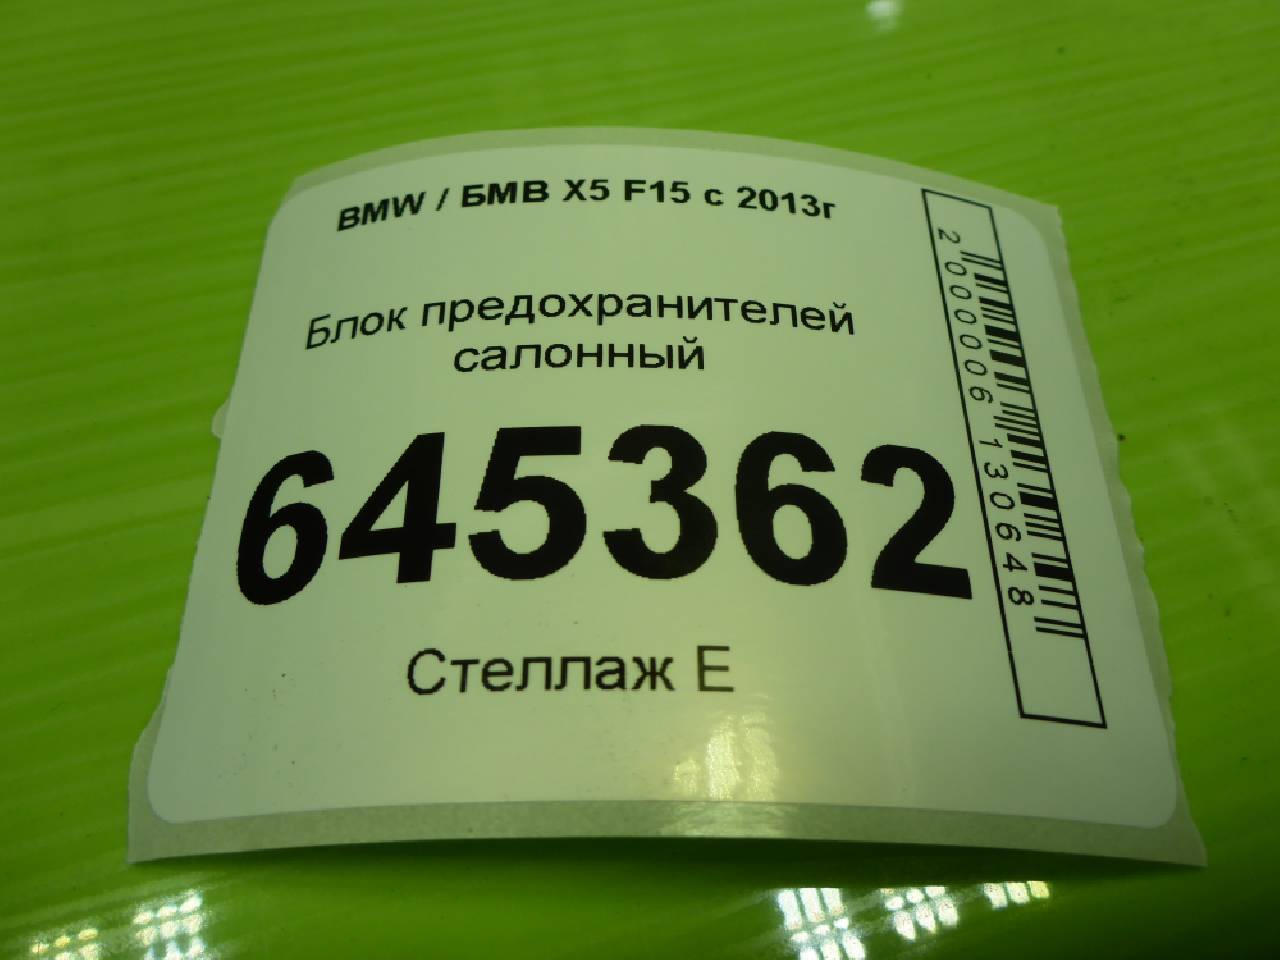 BMW / БМВ X5 F15 с 2013г
Блок предохранителей
салонный
645362
Стеллаж Е
2000006130648